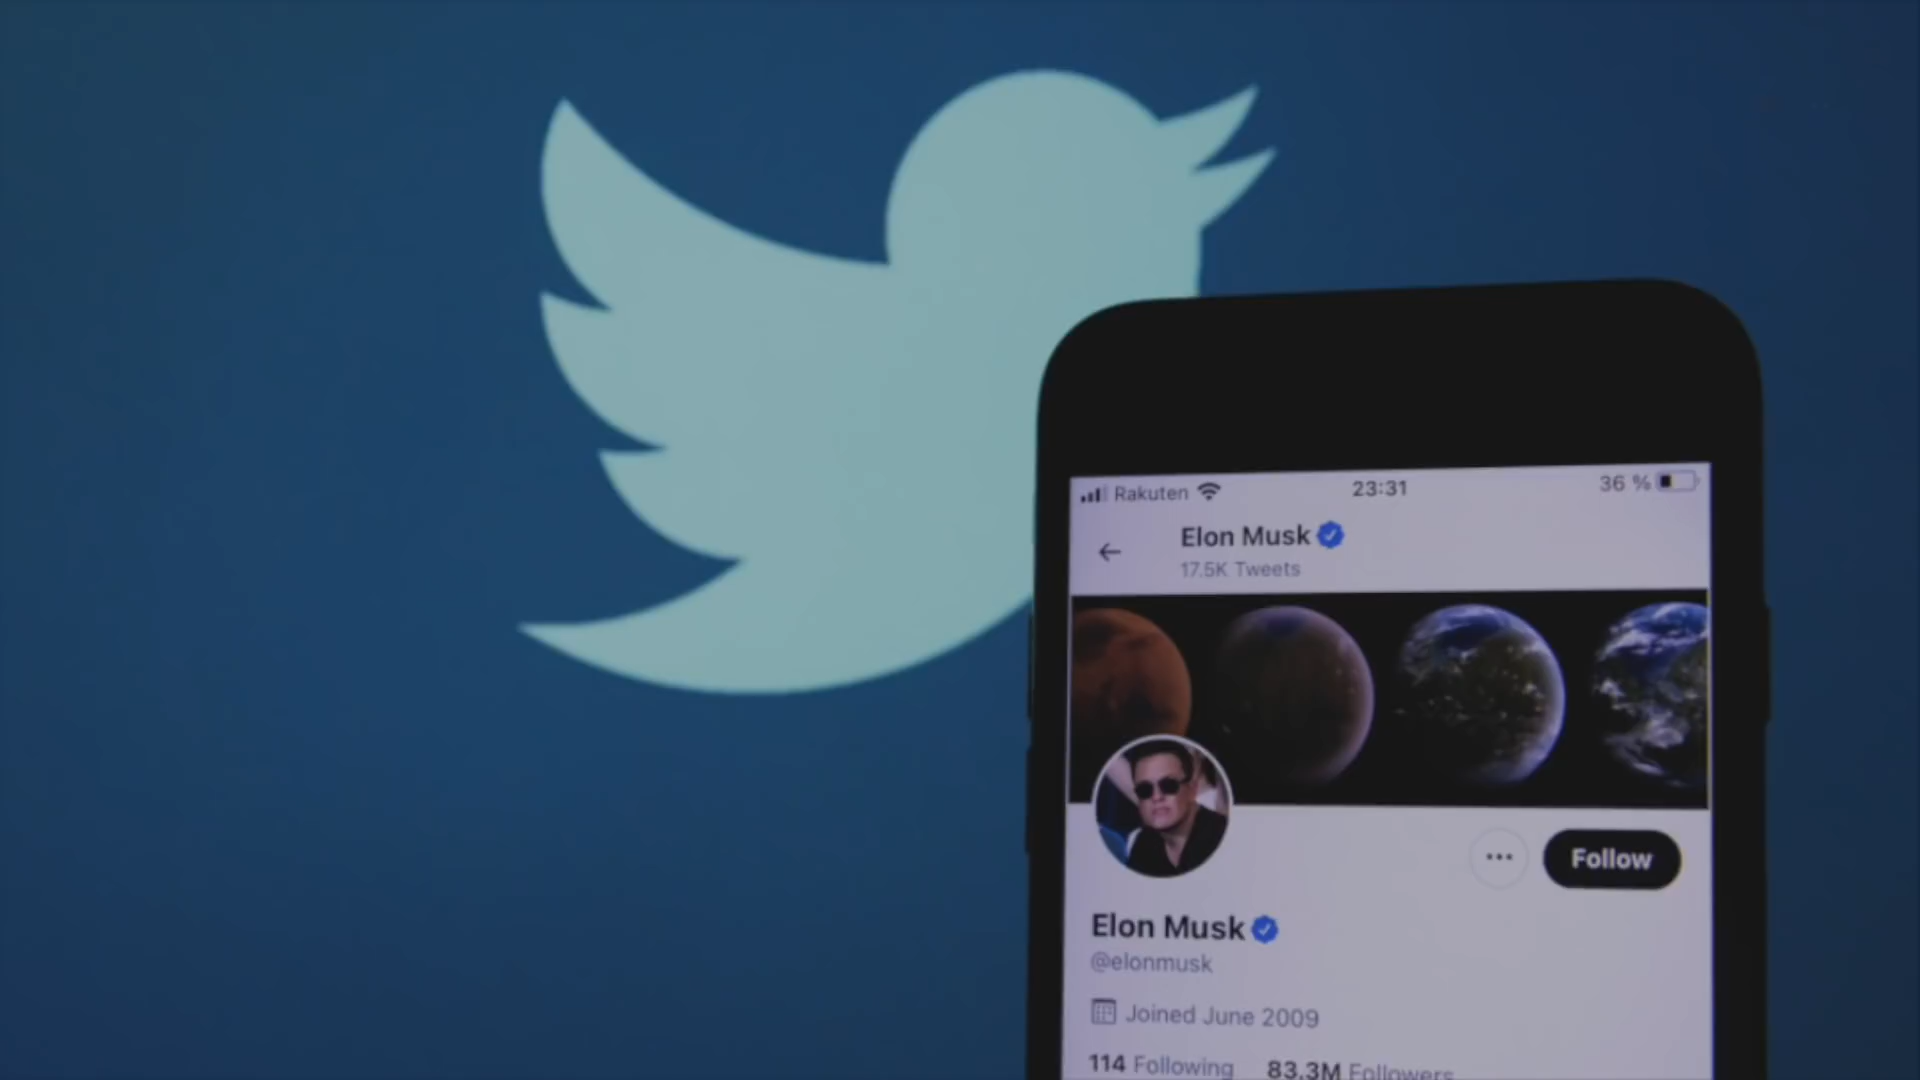 Rakuten 23:31 36 %
Elon Musk
17.5K Tweets
Follow
Elon Musk
@elonmusk
Joined June 2009
114 Following 83.3M Followers